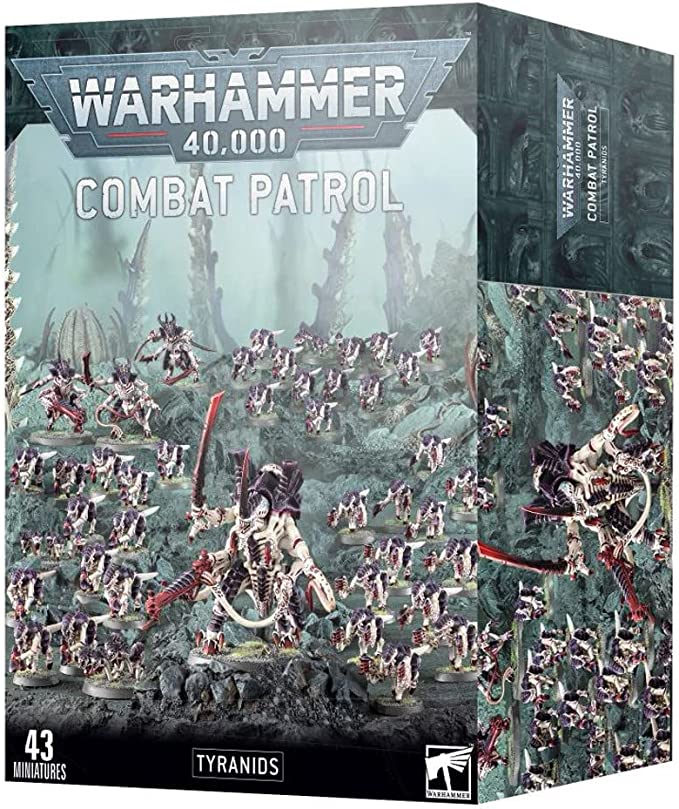 WARHAMMER
40,000
COMBAT PATROL
43
MINIATURES
TYRANIDS
WARHAMMER
WARHAMMER
40,000
COMBAT PATROL
TYRANIDS